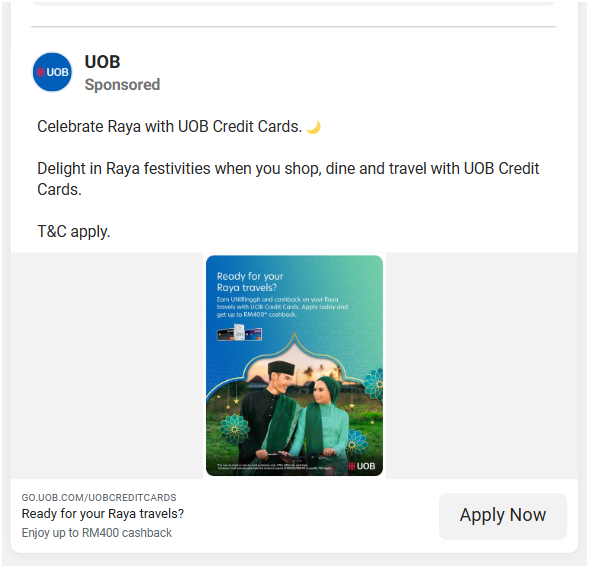 UOB
UOB
Sponsored
Celebrate Raya with UOB Credit Cards. 🌙
Delight in Raya festivities when you shop, dine and travel with UOB Credit
Cards.
T&C apply.
Ready for your
Raya travels?
Earn UNIRinggit and cashback on your Raya
travels with UOB Credit Cards. Apply today and
get up to RM400* cashback.
UOB
GO.UOB.COM/UOBCREDITCARDS
Ready for your Raya travels?
Enjoy up to RM400 cashback
Apply Now